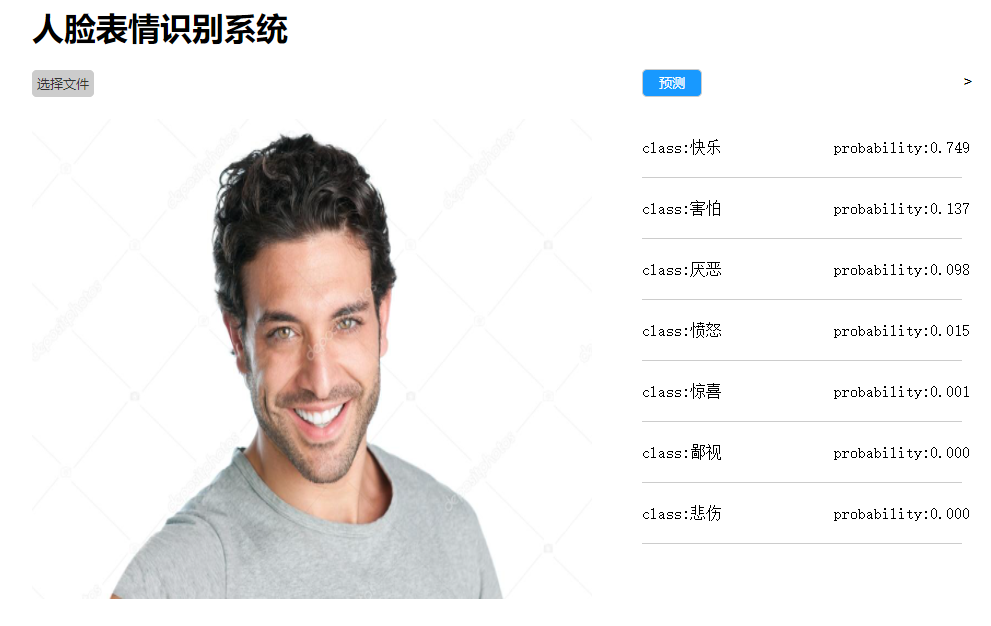 人脸表情识别系统
选择文件
预测 >
class:快乐 probability:0.749
class:害怕 probability:0.137
class:厌恶 probability:0.098
class:愤怒 probability:0.015
class:惊喜 probability:0.001
class:鄙视 probability:0.000
class:悲伤 probability:0.000